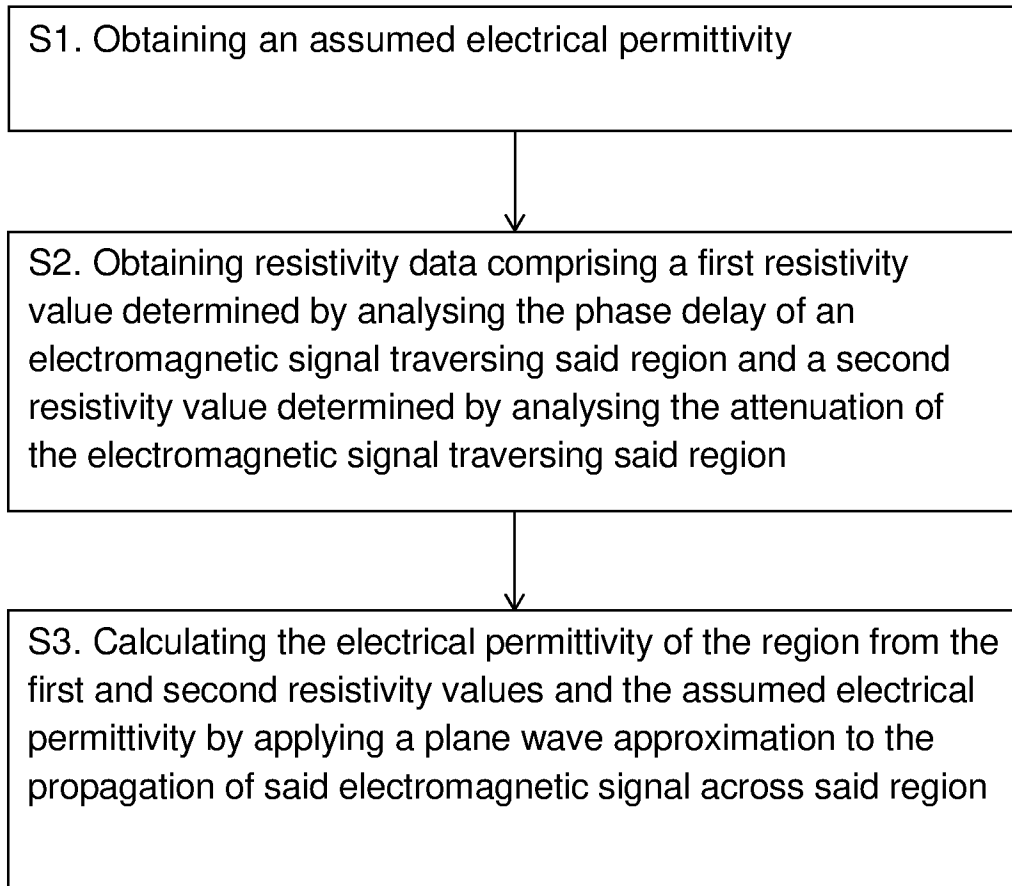 S1. Obtaining an assumed electrical permittivity
S2. Obtaining resistivity data comprising a first resistivity
value determined by analysing the phase delay of an
electromagnetic signal traversing said region and a second
resistivity value determined by analysing the attenuation of
the electromagnetic signal traversing said region
S3. Calculating the electrical permittivity of the region from the
first and second resistivity values and the assumed electrical
permittivity by applying a plane wave approximation to the
propagation of said electromagnetic signal across said region